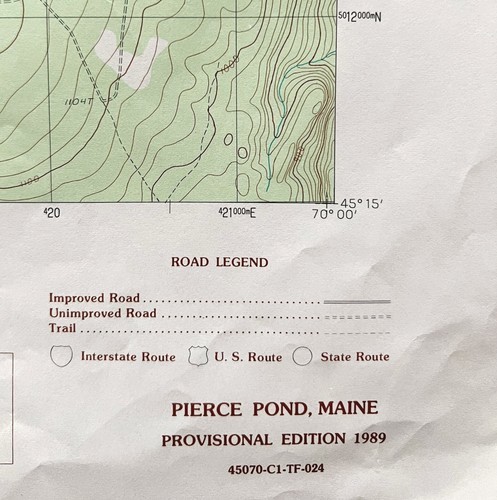 5012000mN
1000
1104T
1100
45° 15'
420
421000mE
70° 00'
ROAD LEGEND
Improved Road
Unimproved Road
Trail
Interstate Route U. S. Route State Route
PIERCE POND, MAINE
PROVISIONAL EDITION 1989
45070-C1-TF-024